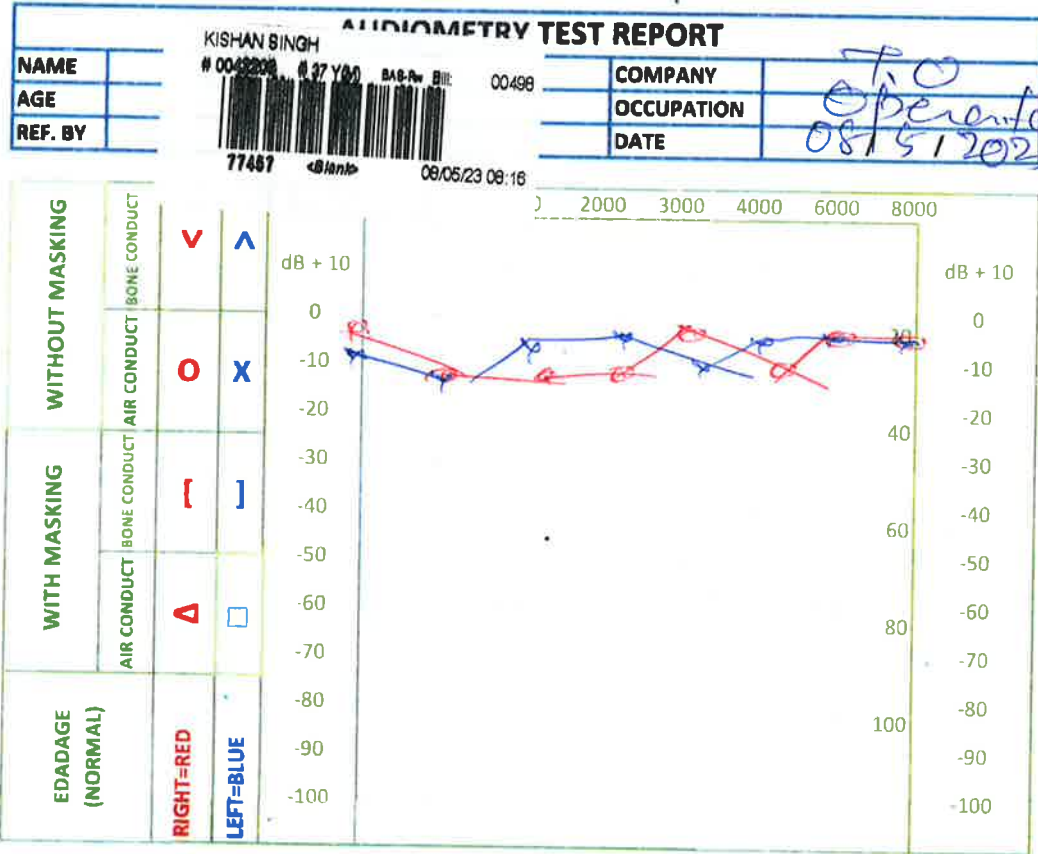 AUDIOMETRY TEST REPORT
KISHAN SINGH
NAME
COMPANY
T.O
AGE
00498
OCCUPATION
REF. BY
DATE
08/5/202
77467 <Blank> 08/05/23 08:16
WITHOUT MASKING
BONE CONDUCT
V
Λ
AIR CONDUCT
O
X
WITH MASKING
BONE CONDUCT
[
]
AIR CONDUCT
Δ
□
EDADAGE (NORMAL)
RIGHT=RED
LEFT=BLUE
2000 3000 4000 6000 8000
dB + 10 dB + 10
0 0
-10 20 -10
-20 -20
-30 40 -30
-40 -40
-50 60 -50
-60 -60
-70 80 -70
-80 -80
-90 100 -90
-100 -100